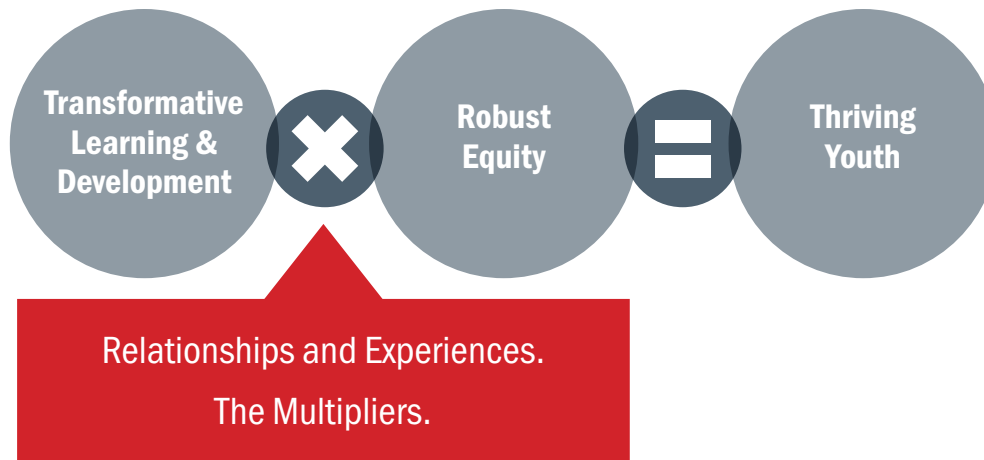 Transformative
Learning &
Development
Robust
Equity
Thriving
Youth
Relationships and Experiences.
The Multipliers.